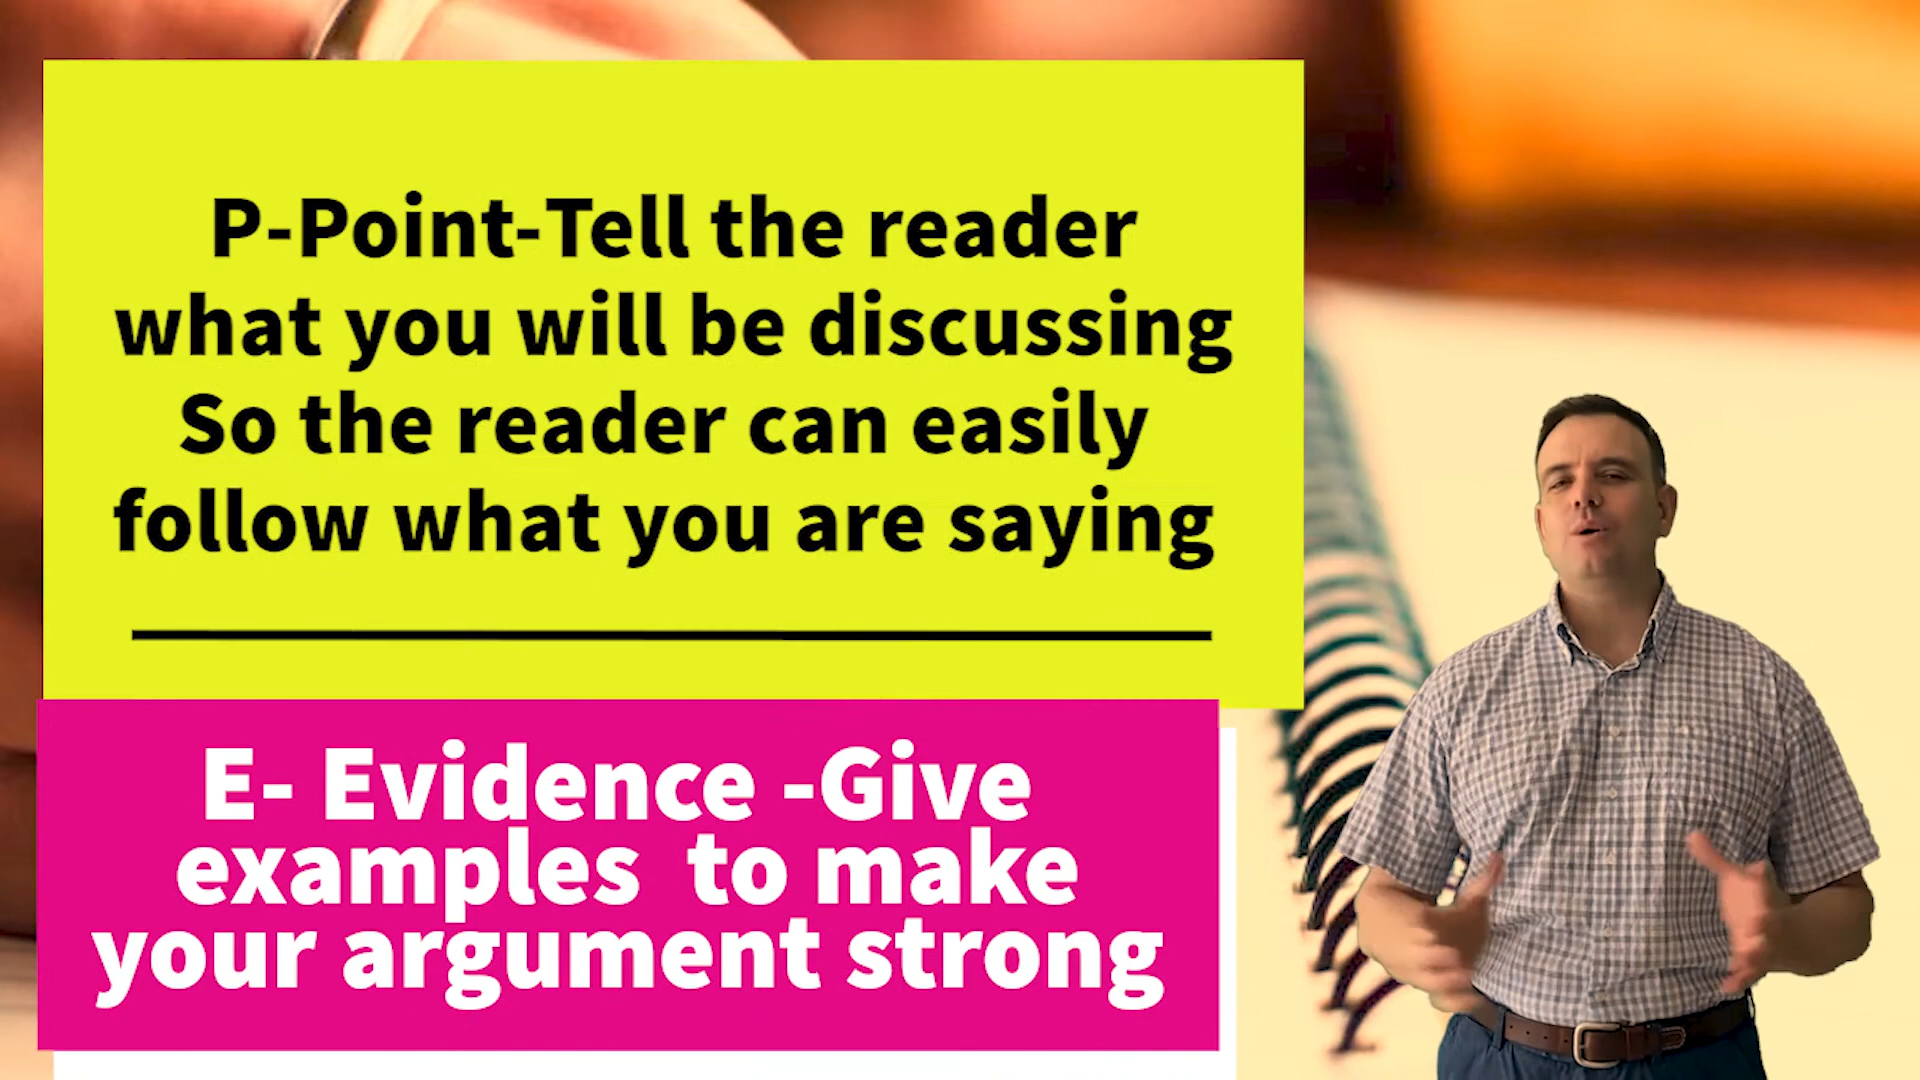 P-Point-Tell the reader
what you will be discussing
So the reader can easily
follow what you are saying
E- Evidence -Give
examples  to make
your argument strong